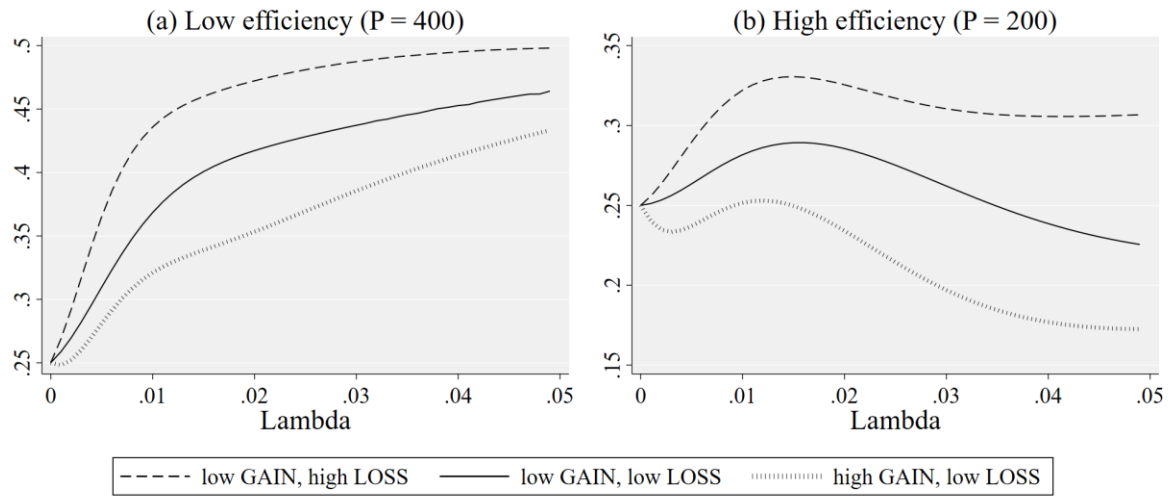 (a) Low efficiency (P = 400)
.5
.45
.4
.35
.3
.25
0 .01 .02 .03 .04 .05
Lambda
(b) High efficiency (P = 200)
.35
.3
.25
.2
.15
0 .01 .02 .03 .04 .05
Lambda
low GAIN, high LOSS low GAIN, low LOSS high GAIN, low LOSS